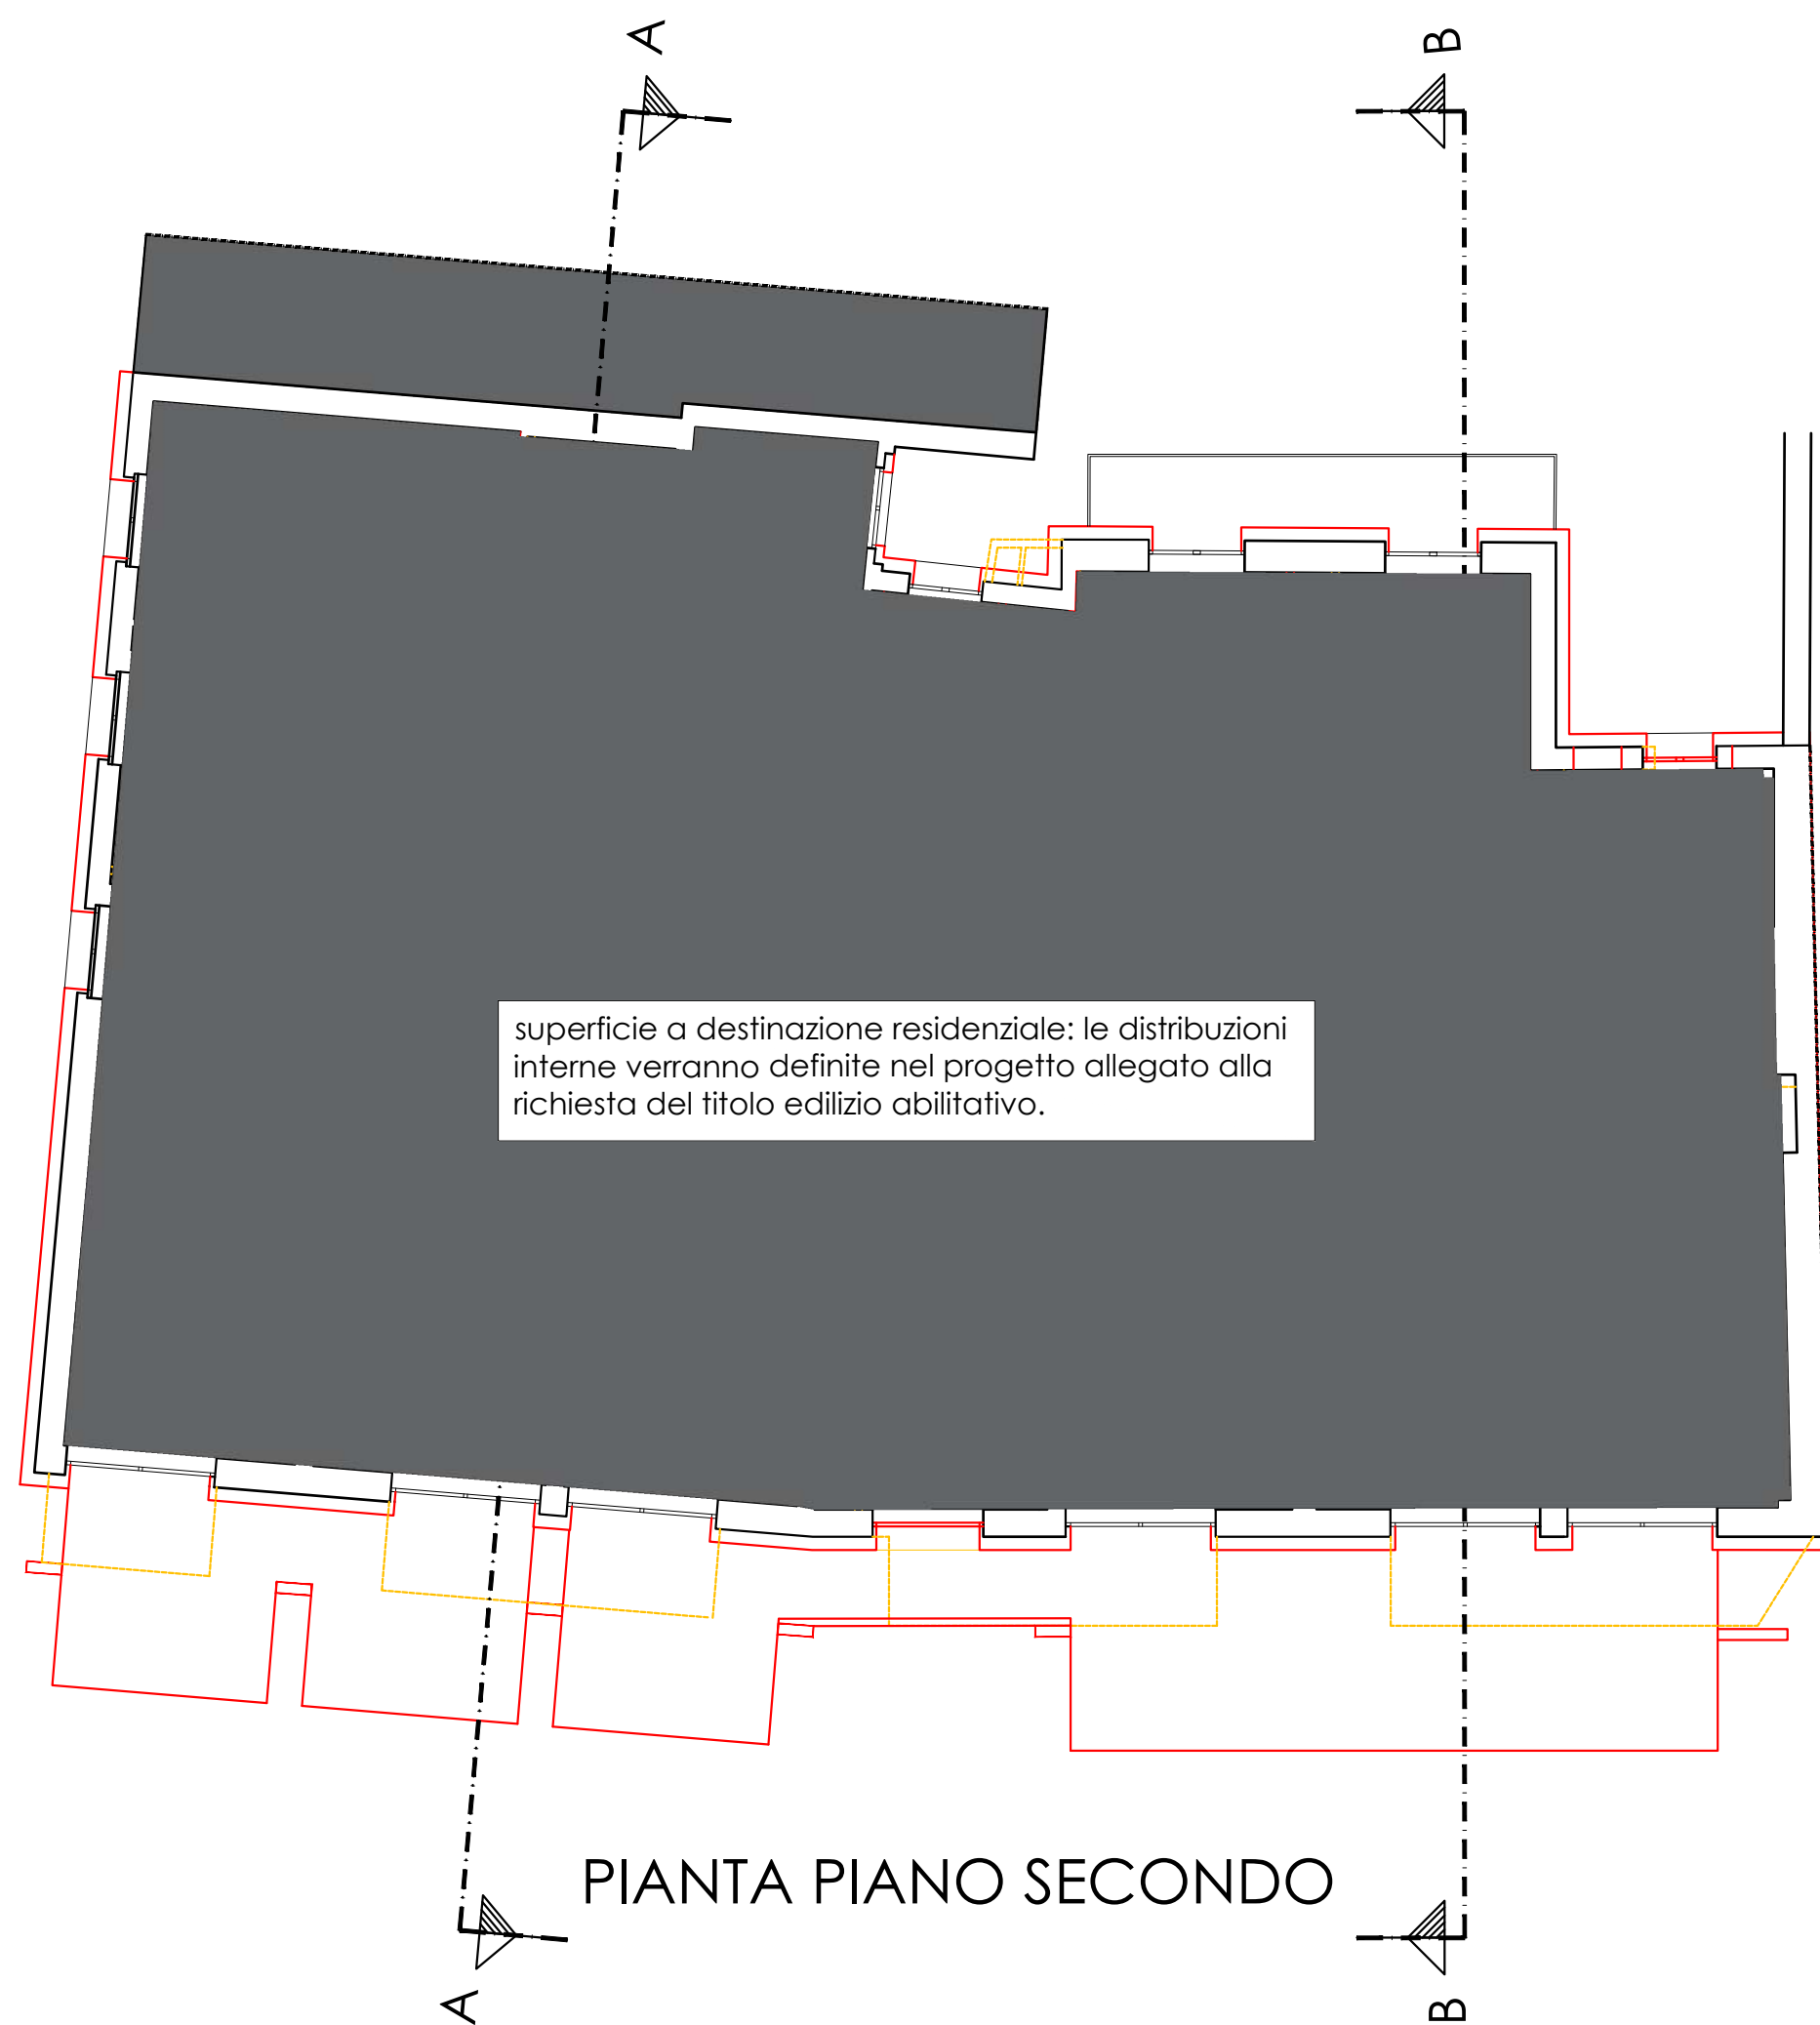 A
B
superficie a destinazione residenziale: le distribuzioni
interne verranno definite nel progetto allegato alla
richiesta del titolo edilizio abilitativo.
PIANTA PIANO SECONDO
A
B